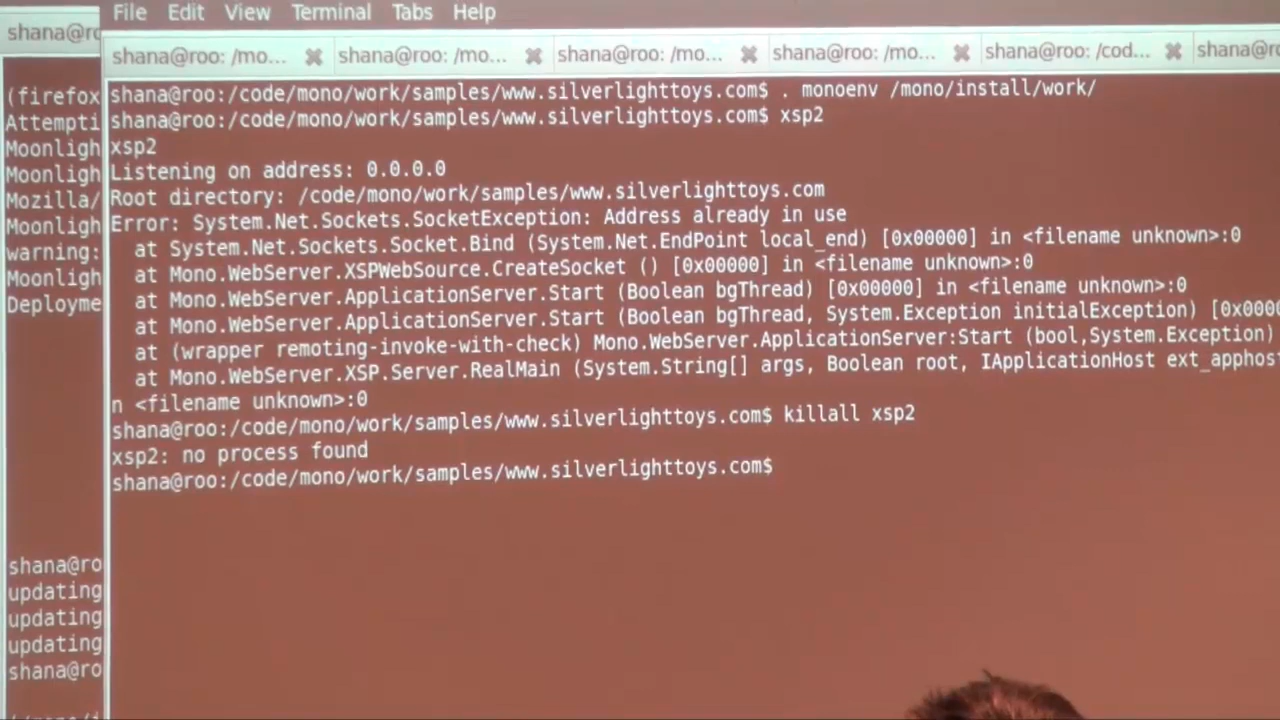 File Edit View Terminal Tabs Help
shana@ro
shana@roo: /mo... shana@roo: /mo... shana@roo: /mo... shana@roo: /mo... shana@roo: /cod... shana@ro
shana@roo:/code/mono/work/samples/www.silverlighttoys.com$ . monoenv /mono/install/work/
shana@roo:/code/mono/work/samples/www.silverlighttoys.com$ xsp2
xsp2
Listening on address: 0.0.0.0
Root directory: /code/mono/work/samples/www.silverlighttoys.com
Error: System.Net.Sockets.SocketException: Address already in use
at System.Net.Sockets.Socket.Bind (System.Net.EndPoint local_end) [0x00000] in <filename unknown>:0
at Mono.WebServer.XSPWebSource.CreateSocket () [0x00000] in <filename unknown>:0
at Mono.WebServer.ApplicationServer.Start (Boolean bgThread) [0x00000] in <filename unknown>:0
at Mono.WebServer.ApplicationServer.Start (Boolean bgThread, System.Exception initialException) [0x000
at (wrapper remoting-invoke-with-check) Mono.WebServer.ApplicationServer:Start (bool,System.Exception)
at Mono.WebServer.XSP.Server.RealMain (System.String[] args, Boolean root, IApplicationHost ext_apphos
n <filename unknown>:0
shana@roo:/code/mono/work/samples/www.silverlighttoys.com$ killall xsp2
xsp2: no process found
shana@roo:/code/mono/work/samples/www.silverlighttoys.com$
(firefox
Attempti
Moonligh
Moonligh
Mozilla/
Moonligh
warning:
Moonligh
Deployme
shana@ro
updating
updating
updating
shana@ro